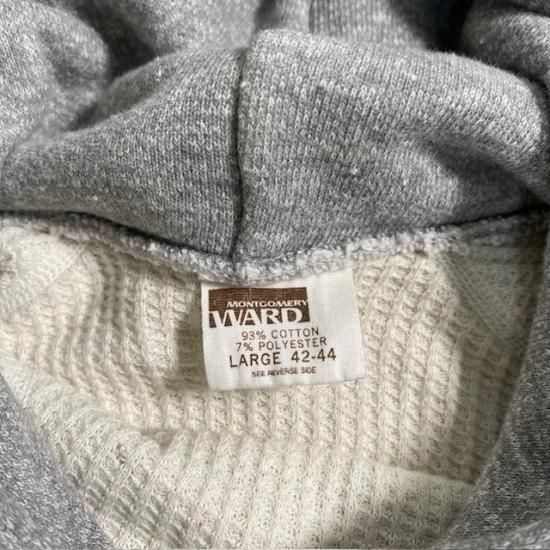 MONTGOMERY
WARD
93% COTTON
7% POLYESTER
LARGE 42-44
SEE REVERSE SIDE